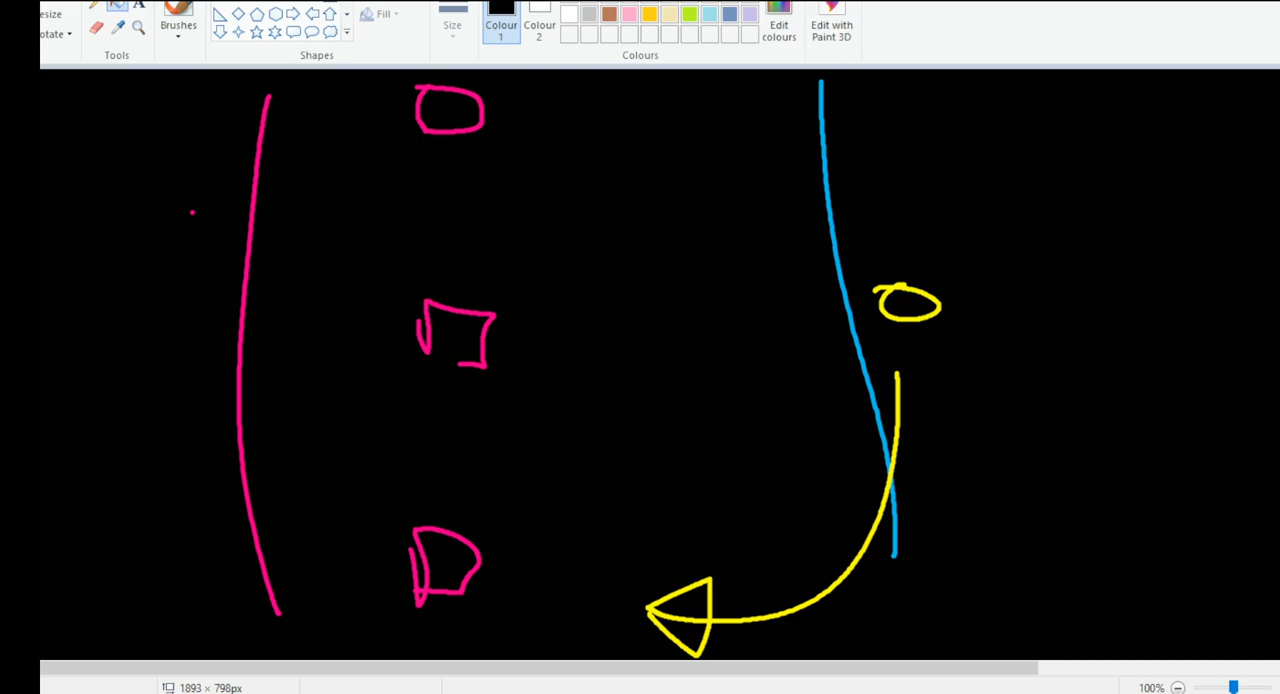 esize
otate
A
Brushes
Fill
Size
Colour 1
Colour 2
Edit colours
Edit with Paint 3D
Tools
Shapes
Colours
1893 × 798px
100%